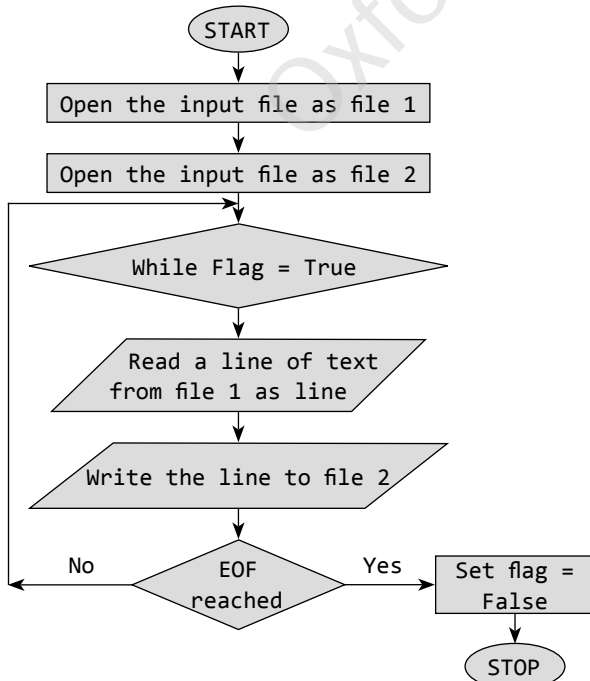 START
Oxfo
Open the input file as file 1
Open the input file as file 2
While Flag = True
Read a line of text
from file 1 as line
Write the line to file 2
No
EOF
reached
Yes
Set flag =
False
STOP